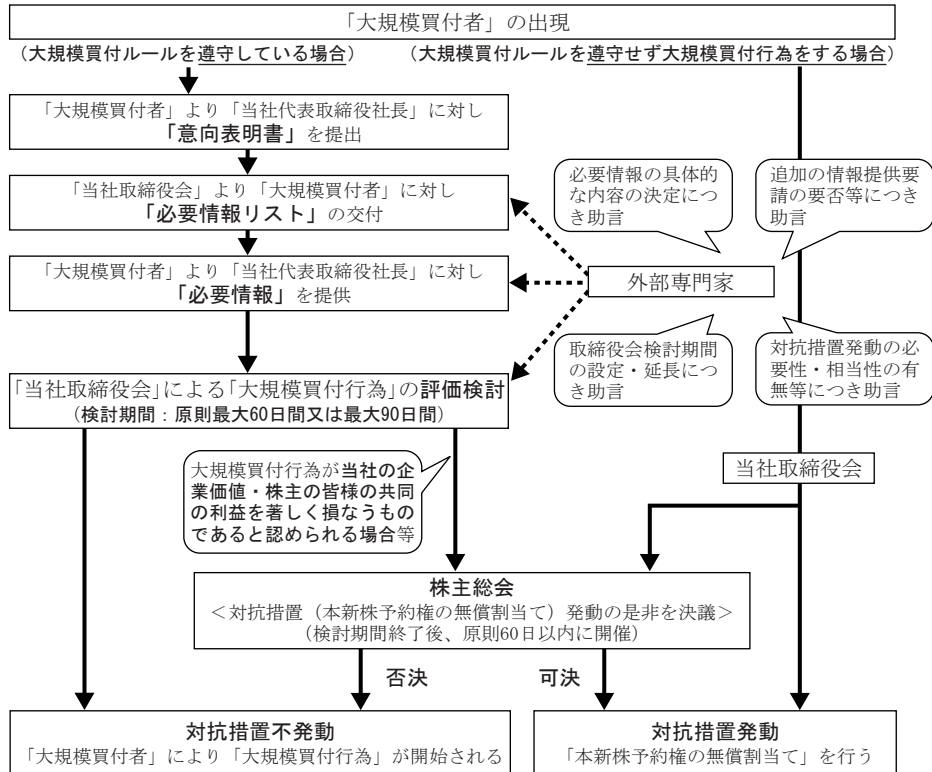 「大規模買付者」の出現
(大規模買付ルールを遵守している場合)
(大規模買付ルールを遵守せず大規模買付行為をする場合)
「大規模買付者」より「当社代表取締役社長」に対し
「意向表明書」を提出
「当社取締役会」より「大規模買付者」に対し
「必要情報リスト」の交付
必要情報の具体的
な内容の決定につ
き助言
追加の情報提供要
請の要否等につき
助言
「大規模買付者」より「当社代表取締役社長」に対し
「必要情報」を提供
外部専門家
取締役会検討期間
の設定・延長につ
き助言
対抗措置発動の必
要性・相当性の有
無等につき助言
「当社取締役会」による「大規模買付行為」の評価検討
(検討期間：原則最大60日間又は最大90日間)
大規模買付行為が当社の企
業価値・株主の皆様の共同
の利益を著しく損なうもの
であると認められる場合等
当社取締役会
株主総会
＜対抗措置（本新株予約権の無償割当て）発動の是非を決議＞
（検討期間終了後、原則60日以内に開催）
否決
可決
対抗措置不発動
「大規模買付者」により「大規模買付行為」が開始される
対抗措置発動
「本新株予約権の無償割当て」を行う